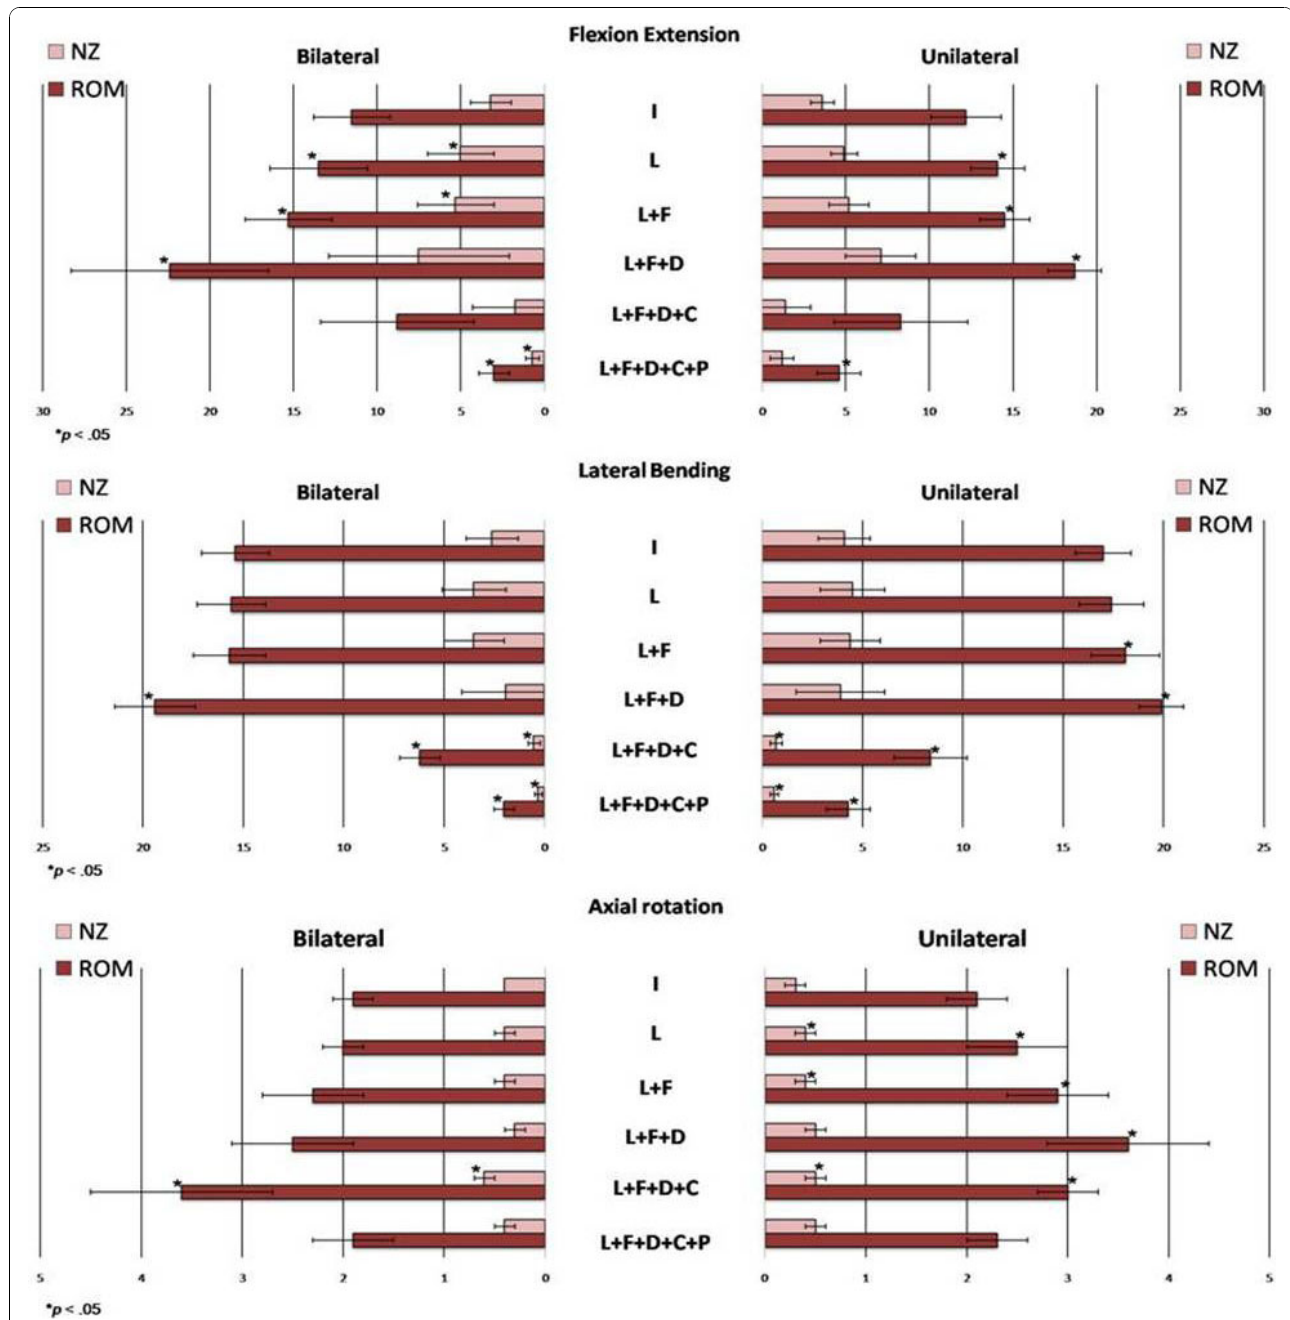 Flexion Extension
NZ Bilateral Unilateral NZ
ROM ROM
I
L
* *
*
L+F
* *
*
L+F+D
* *
L+F+D+C
L+F+D+C+P
* *
*
30 25 20 15 10 5 0 0 5 10 15 20 25 30
*p < .05
Lateral Bending
NZ Bilateral Unilateral NZ
ROM ROM
I
L
L+F
*
L+F+D
* *
L+F+D+C
* *
* *
L+F+D+C+P
* *
* *
25 20 15 10 5 0 0 5 10 15 20 25
*p < .05
Axial rotation
NZ Bilateral Unilateral NZ
ROM ROM
I
L
* *
L+F
* *
L+F+D
*
L+F+D+C
* *
* *
L+F+D+C+P
5 4 3 2 1 0 0 1 2 3 4 5
*p < .05